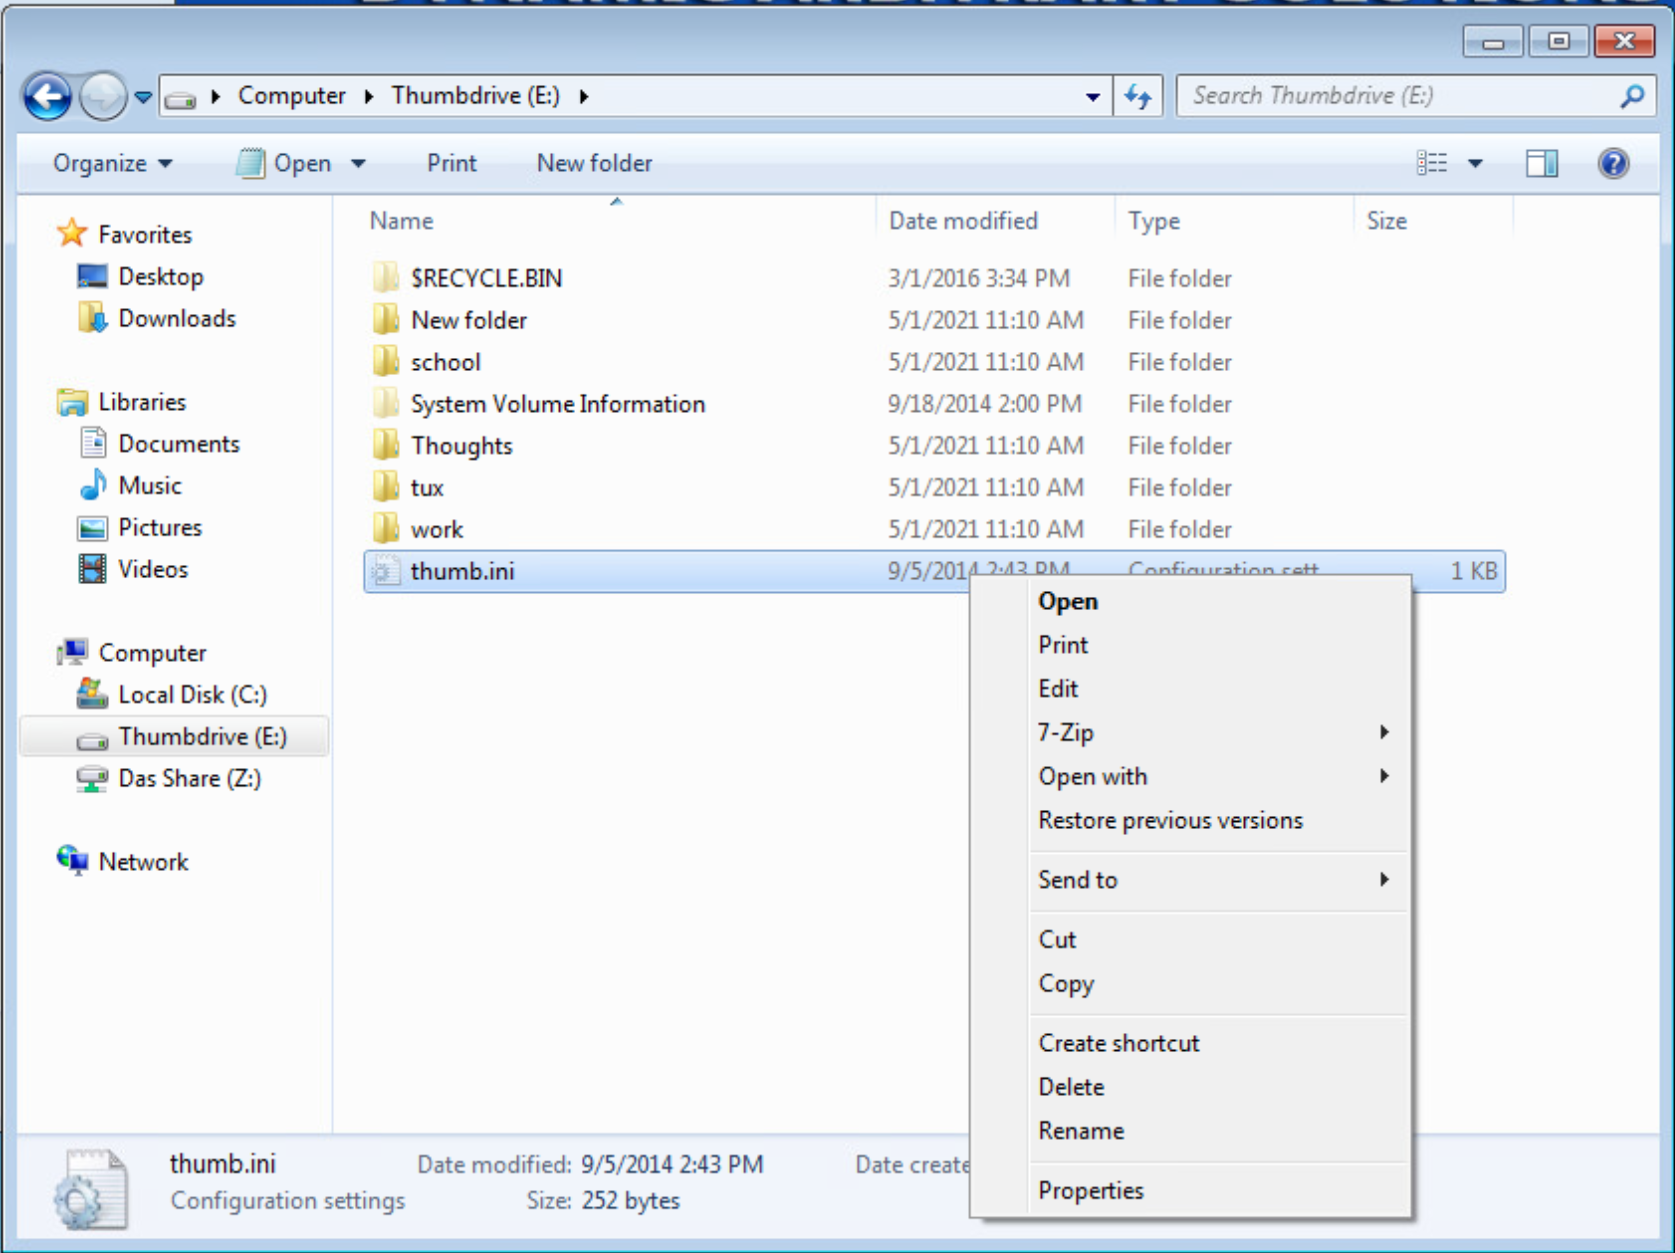 Computer
Thumbdrive (E:)
Search Thumbdrive (E:)
Organize
Open
Print
New folder
Favorites
Desktop
Downloads
Libraries
Documents
Music
Pictures
Videos
Computer
Local Disk (C:)
Thumbdrive (E:)
Das Share (Z:)
Network
Name Date modified Type Size
$RECYCLE.BIN 3/1/2016 3:34 PM File folder
New folder 5/1/2021 11:10 AM File folder
school 5/1/2021 11:10 AM File folder
System Volume Information 9/18/2014 2:00 PM File folder
Thoughts 5/1/2021 11:10 AM File folder
tux 5/1/2021 11:10 AM File folder
work 5/1/2021 11:10 AM File folder
thumb.ini 9/5/2014 2:43 PM Configuration sett... 1 KB
Open
Print
Edit
7-Zip
Open with
Restore previous versions
Send to
Cut
Copy
Create shortcut
Delete
Rename
Properties
thumb.ini Date modified: 9/5/2014 2:43 PM Date create
Configuration settings Size: 252 bytes